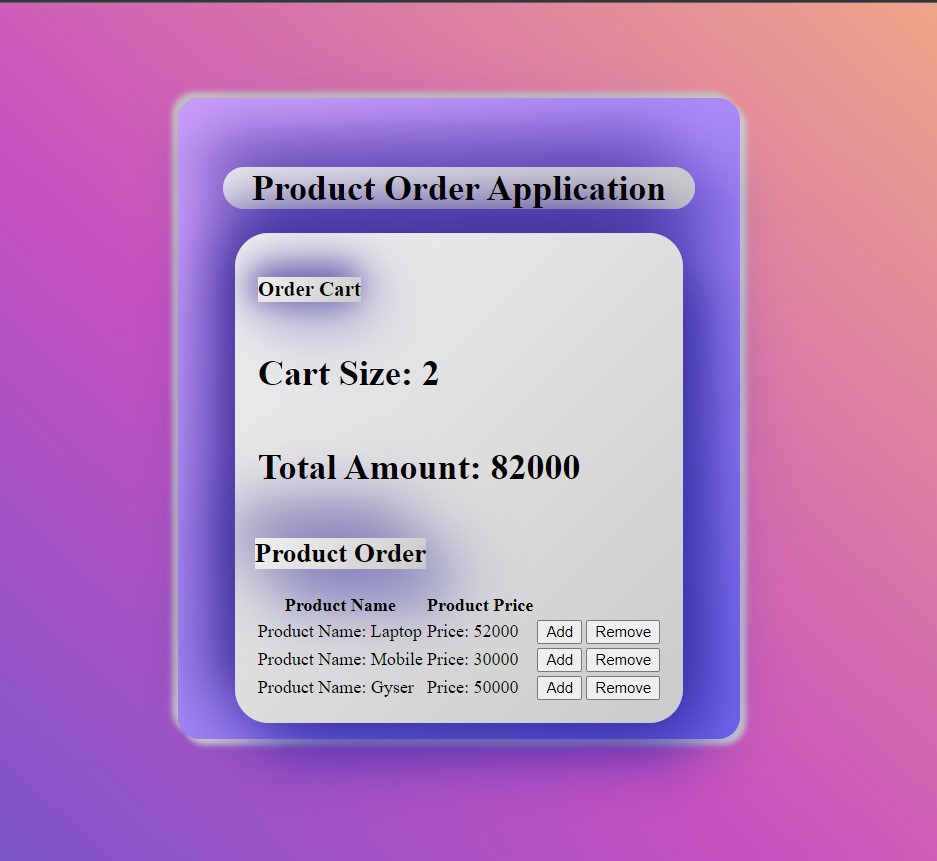 Product Order Application
Order Cart
Cart Size: 2
Total Amount: 82000
Product Order
Product Name Product Price
Product Name: Laptop Price: 52000 Add Remove
Product Name: Mobile Price: 30000 Add Remove
Product Name: Gyser Price: 50000 Add Remove